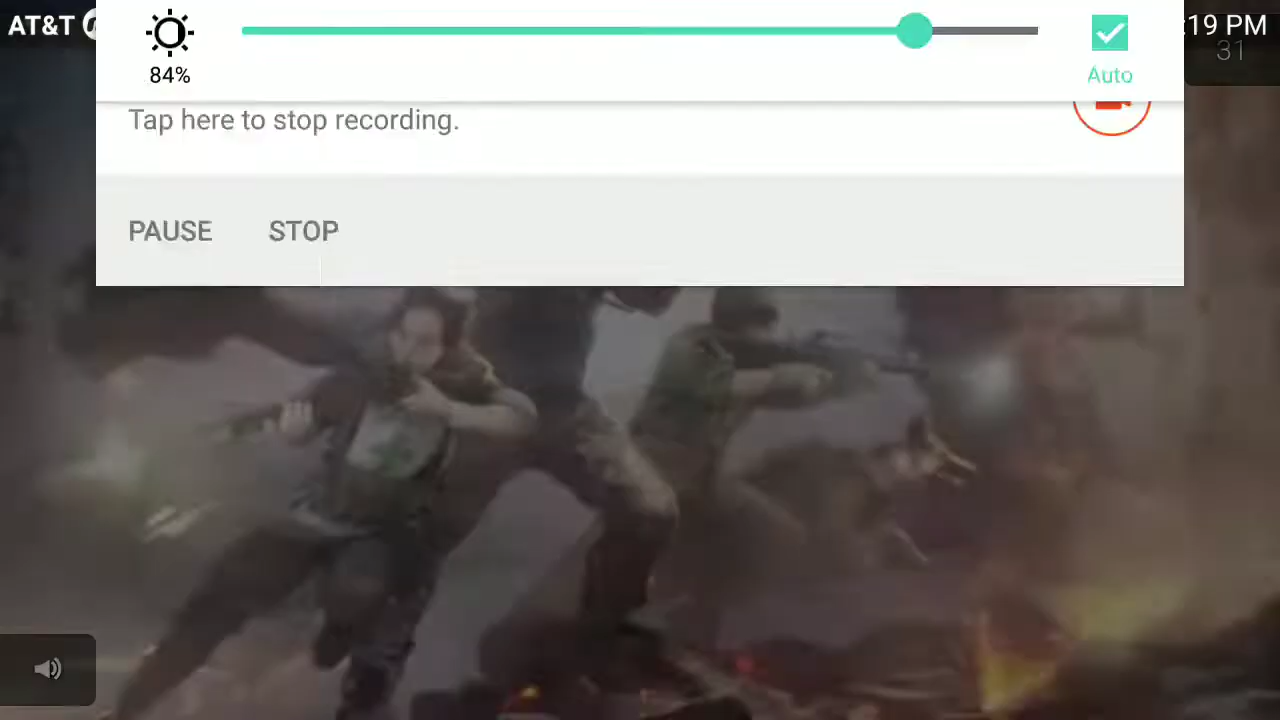 AT&T
:19 PM
31
84%
Auto
Tap here to stop recording.
PAUSE
STOP